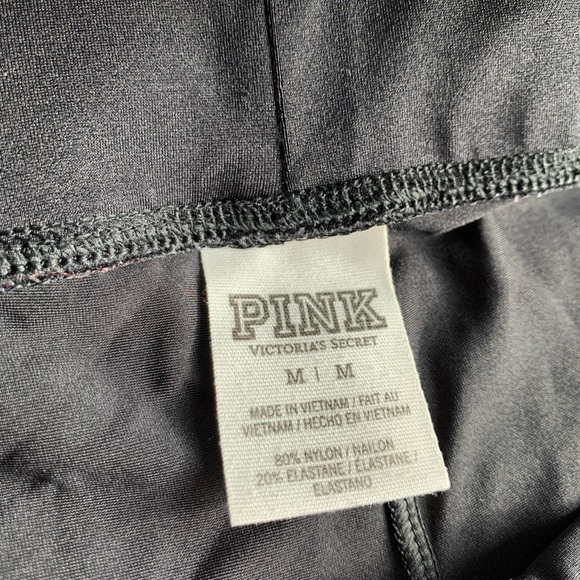 PINK
VICTORIA'S SECRET
M | M
MADE IN VIETNAM / FAIT AU
VIETNAM / HECHO EN VIETNAM
80% NYLON / NAILON
20% ELASTANE / ÉLASTANE /
ELASTANO